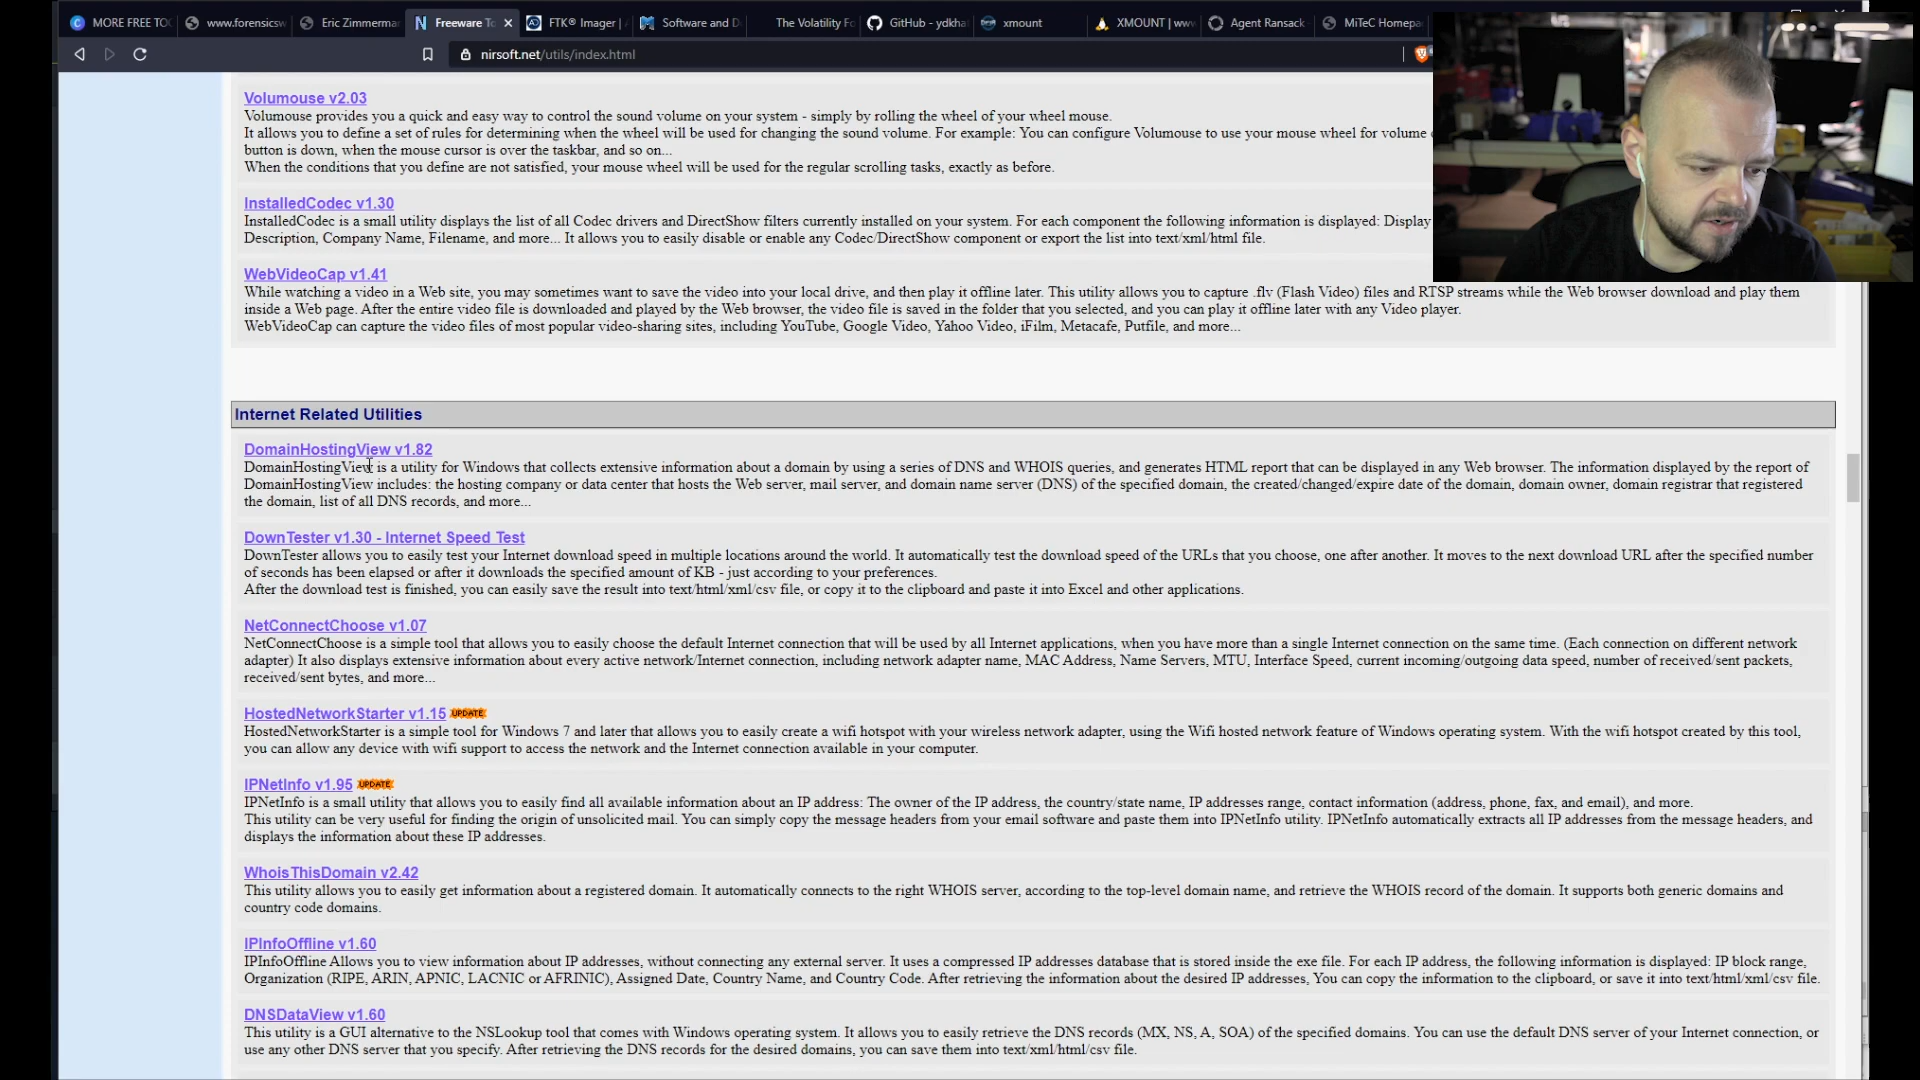 MORE FREE TOO
www.forensicsw
Eric Zimmerma
Freeware To
FTK® Imager |
Software and D
The Volatility Fo
GitHub - ydkha
xmount
XMOUNT | www
Agent Ransack
MiTeC Homepa
nirsoft.net/utils/index.html
Volumouse v2.03
Volumouse provides you a quick and easy way to control the sound volume on your system - simply by rolling the wheel of your wheel mouse.
It allows you to define a set of rules for determining when the wheel will be used for changing the sound volume. For example: You can configure Volumouse to use your mouse wheel for volume
button is down, when the mouse cursor is over the taskbar, and so on...
When the conditions that you define are not satisfied, your mouse wheel will be used for the regular scrolling tasks, exactly as before.
InstalledCodec v1.30
InstalledCodec is a small utility displays the list of all Codec drivers and DirectShow filters currently installed on your system. For each component the following information is displayed: Display
Description, Company Name, Filename, and more... It allows you to easily disable or enable any Codec/DirectShow component or export the list into text/xml/html file.
WebVideoCap v1.41
While watching a video in a Web site, you may sometimes want to save the video into your local drive, and then play it offline later. This utility allows you to capture .flv (Flash Video) files and RTSP streams while the Web browser download and play them
inside a Web page. After the entire video file is downloaded and played by the Web browser, the video file is saved in the folder that you selected, and you can play it offline later with any Video player.
WebVideoCap can capture the video files of most popular video-sharing sites, including YouTube, Google Video, Yahoo Video, iFilm, Metacafe, Putfile, and more...
Internet Related Utilities
DomainHostingView v1.82
DomainHostingView is a utility for Windows that collects extensive information about a domain by using a series of DNS and WHOIS queries, and generates HTML report that can be displayed in any Web browser. The information displayed by the report of
DomainHostingView includes: the hosting company or data center that hosts the Web server, mail server, and domain name server (DNS) of the specified domain, the created/changed/expire date of the domain, domain owner, domain registrar that registered
the domain, list of all DNS records, and more...
DownTester v1.30 - Internet Speed Test
DownTester allows you to easily test your Internet download speed in multiple locations around the world. It automatically test the download speed of the URLs that you choose, one after another. It moves to the next download URL after the specified number
of seconds has been elapsed or after it downloads the specified amount of KB - just according to your preferences.
After the download test is finished, you can easily save the result into text/html/xml/csv file, or copy it to the clipboard and paste it into Excel and other applications.
NetConnectChoose v1.07
NetConnectChoose is a simple tool that allows you to easily choose the default Internet connection that will be used by all Internet applications, when you have more than a single Internet connection on the same time. (Each connection on different network
adapter) It also displays extensive information about every active network/Internet connection, including network adapter name, MAC Address, Name Servers, MTU, Interface Speed, current incoming/outgoing data speed, number of received/sent packets,
received/sent bytes, and more...
HostedNetworkStarter v1.15 UPDATE
HostedNetworkStarter is a simple tool for Windows 7 and later that allows you to easily create a wifi hotspot with your wireless network adapter, using the Wifi hosted network feature of Windows operating system. With the wifi hotspot created by this tool,
you can allow any device with wifi support to access the network and the Internet connection available in your computer.
IPNetInfo v1.95 UPDATE
IPNetInfo is a small utility that allows you to easily find all available information about an IP address: The owner of the IP address, the country/state name, IP addresses range, contact information (address, phone, fax, and email), and more.
This utility can be very useful for finding the origin of unsolicited mail. You can simply copy the message headers from your email software and paste them into IPNetInfo utility. IPNetInfo automatically extracts all IP addresses from the message headers, and
displays the information about these IP addresses.
WhoisThisDomain v2.42
This utility allows you to easily get information about a registered domain. It automatically connects to the right WHOIS server, according to the top-level domain name, and retrieve the WHOIS record of the domain. It supports both generic domains and
country code domains.
IPInfoOffline v1.60
IPInfoOffline Allows you to view information about IP addresses, without connecting any external server. It uses a compressed IP addresses database that is stored inside the exe file. For each IP address, the following information is displayed: IP block range,
Organization (RIPE, ARIN, APNIC, LACNIC or AFRINIC), Assigned Date, Country Name, and Country Code. After retrieving the information about the desired IP addresses, You can copy the information to the clipboard, or save it into text/html/xml/csv file.
DNSDataView v1.60
This utility is a GUI alternative to the NSLookup tool that comes with Windows operating system. It allows you to easily retrieve the DNS records (MX, NS, A, SOA) of the specified domains. You can use the default DNS server of your Internet connection, or
use any other DNS server that you specify. After retrieving the DNS records for the desired domains, you can save them into text/xml/html/csv file.